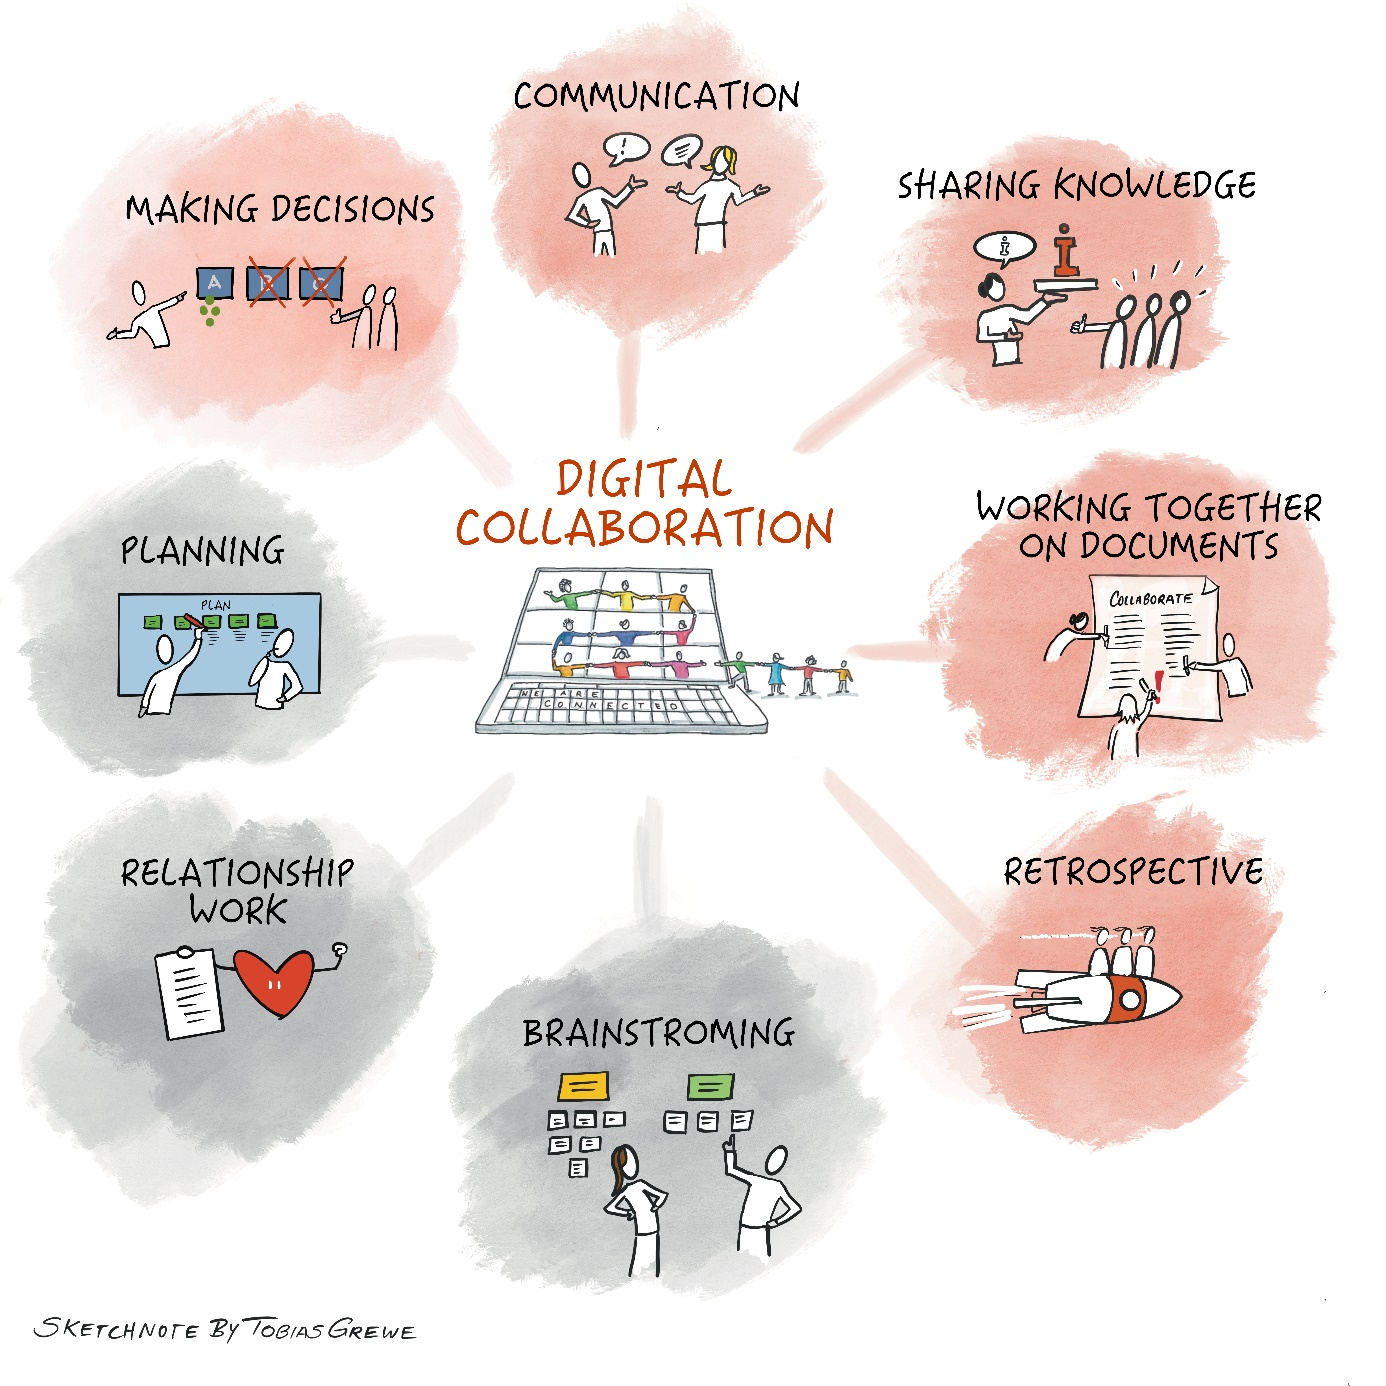 COMMUNICATION
MAKING DECISIONS
A
SHARING KNOWLEDGE
i
I
DIGITAL
COLLABORATION
WE ARE
CONNECTED
WORKING TOGETHER
ON DOCUMENTS
COLLABORATE
!
PLANNING
PLAN
RELATIONSHIP
WORK
RETROSPECTIVE
BRAINSTROMING
SKETCHNOTE BY TOBIAS GREWE